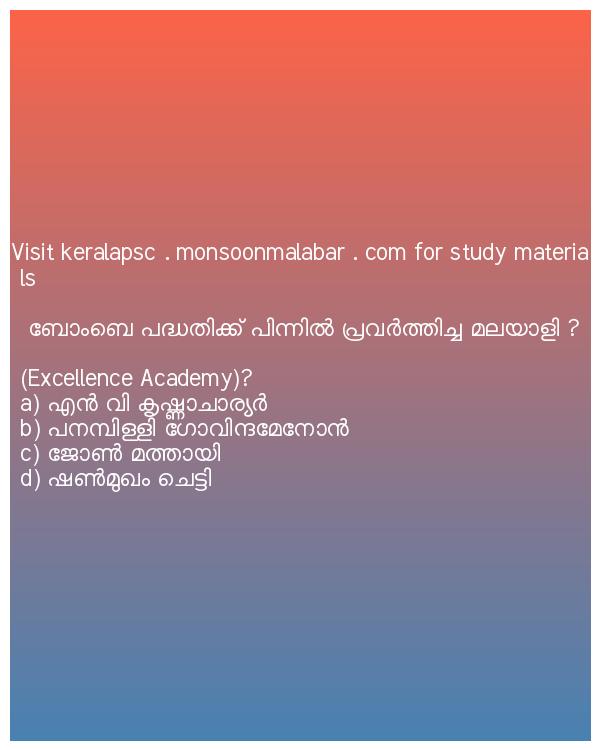 Visit keralapsc . monsoonmalabar . com for study materia
ls
ബോംബെ പദ്ധതിക്ക് പിന്നിൽ പ്രവർത്തിച്ച മലയാളി ?
(Excellence Academy)?
a) എൻ വി കൃഷ്ണാചാര്യർ
b) പനമ്പിള്ളി ഗോവിന്ദമേനോൻ
c) ജോൺ മത്തായി
d) ഷൺമുഖം ചെട്ടി